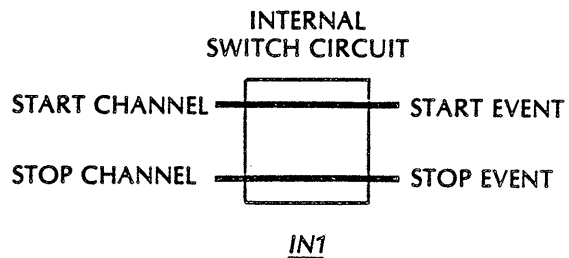 INTERNAL
SWITCH CIRCUIT
START CHANNEL START EVENT
STOP CHANNEL STOP EVENT
IN1